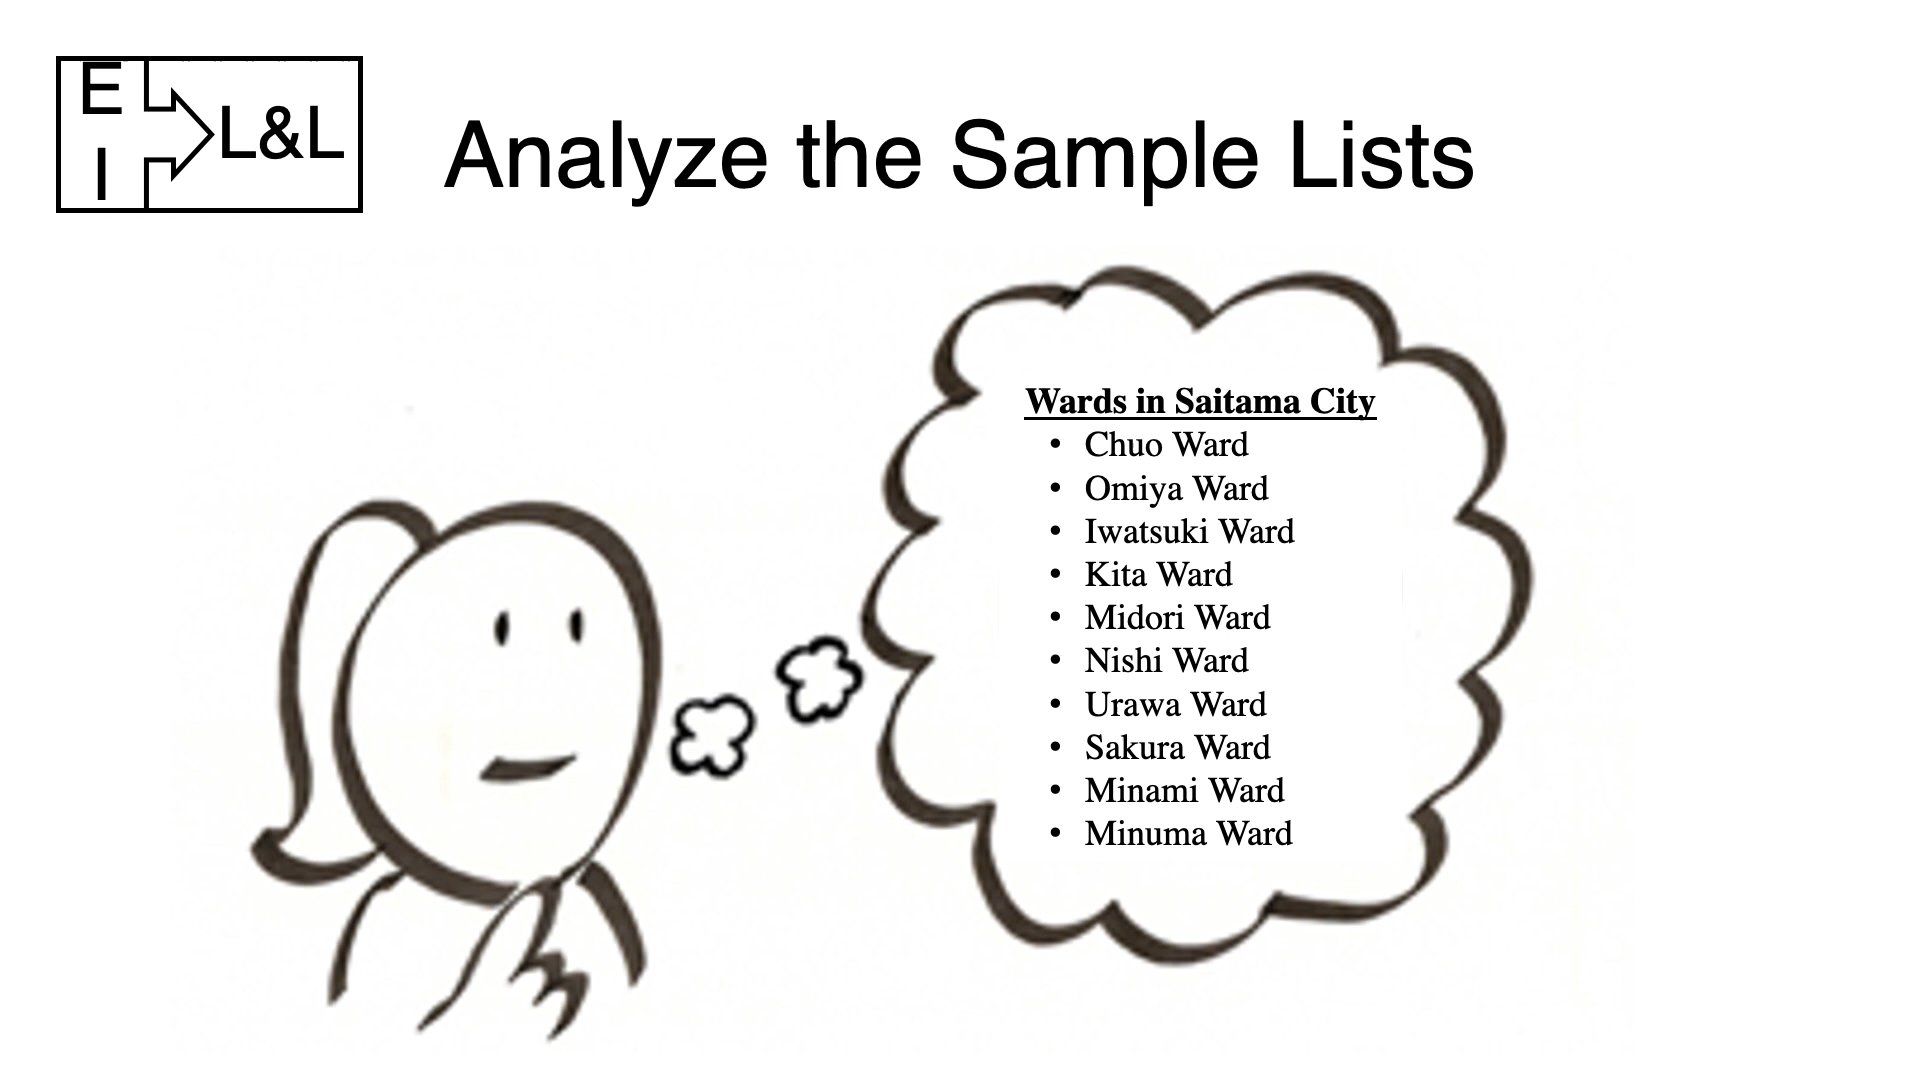 E
I
L&L
Analyze the Sample Lists
Wards in Saitama City
• Chuo Ward
• Omiya Ward
• Iwatsuki Ward
• Kita Ward
• Midori Ward
• Nishi Ward
• Urawa Ward
• Sakura Ward
• Minami Ward
• Minuma Ward